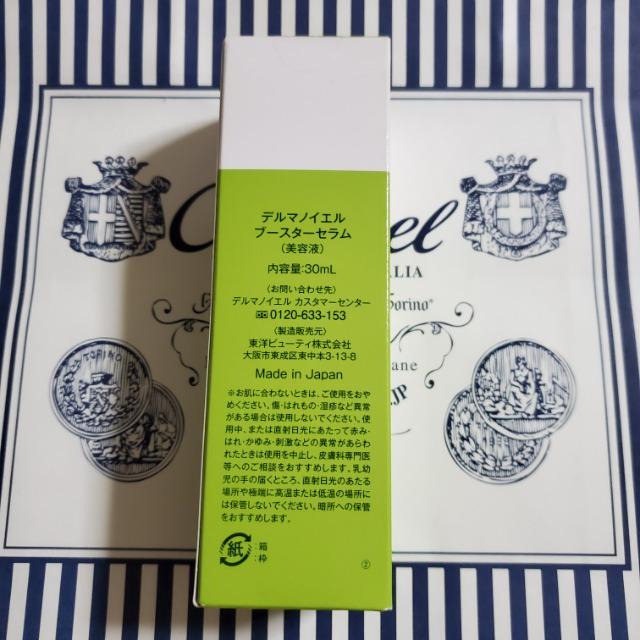 デルマノイエル
ブースターセラム
(美容液)
内容量:30mL
〈お問い合わせ先〉
デルマノイエル カスタマーセンター
0120-633-153
〈製造販売元〉
東洋ビューティ株式会社
大阪市東成区東中本3-13-8
Made in Japan
※お肌に合わないときは、ご使用をおや
めください。傷・はれもの・湿疹など異常
がある場合は使用しないでください。使
用中、または直射日光にあたって赤み・
はれ・かゆみ・刺激などの異常があらわ
れたときは使用を中止し、皮膚科専門医
等へのご相談をおすすめします。乳幼
児の手の届くところ、直射日光のあたる
場所や極端に高温または低温の場所に
は保管しないでください。暗所への保管
をおすすめします。
紙
:箱
:枠
②
el
ALIA
Torino®
ane
.JP
TORINO